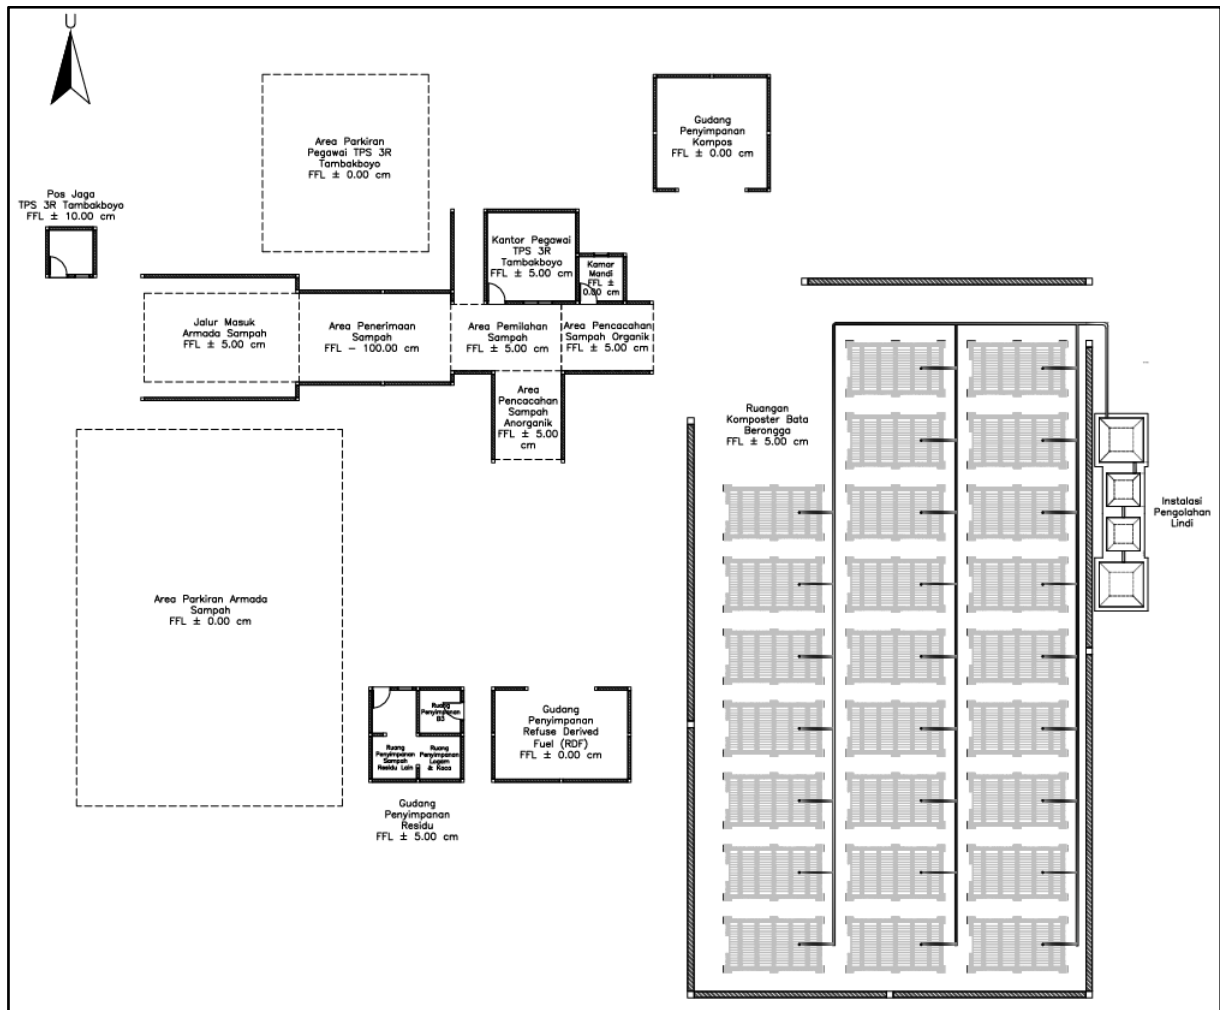 U
Area Parkiran
Pegawai TPS 3R
Tambakboyo
FFL ± 0.00 cm
Gudang
Penyimpanan
Kompos
FFL ± 0.00 cm
Pos Jaga
TPS 3R Tambakboyo
FFL ± 10.00 cm
Kantor Pegawai
TPS 3R
Tambakboyo
FFL ± 5.00 cm
Kamar
Mandi
FFL ±
0.00 cm
Jalur Masuk
Armada Sampah
FFL ± 5.00 cm
Area Penerimaan
Sampah
FFL - 100.00 cm
Area Pemilahan
Sampah
FFL ± 5.00 cm
Area Pencacahan
Sampah Organik
FFL ± 5.00 cm
Area
Pencacahan
Sampah
Anorganik
FFL ± 5.00
cm
Ruangan
Komposter Bata
Berongga
FFL ± 5.00 cm
Instalasi
Pengolahan
Lindi
Area Parkiran Armada
Sampah
FFL ± 0.00 cm
Ruang
Penyimpanan
B3
Ruang
Penyimpanan
Sampah
Residu Lain
Ruang
Penyimpanan
Logam
& Kaca
Gudang
Penyimpanan
Refuse Derived
Fuel (RDF)
FFL ± 0.00 cm
Gudang
Penyimpanan
Residu
FFL ± 5.00 cm